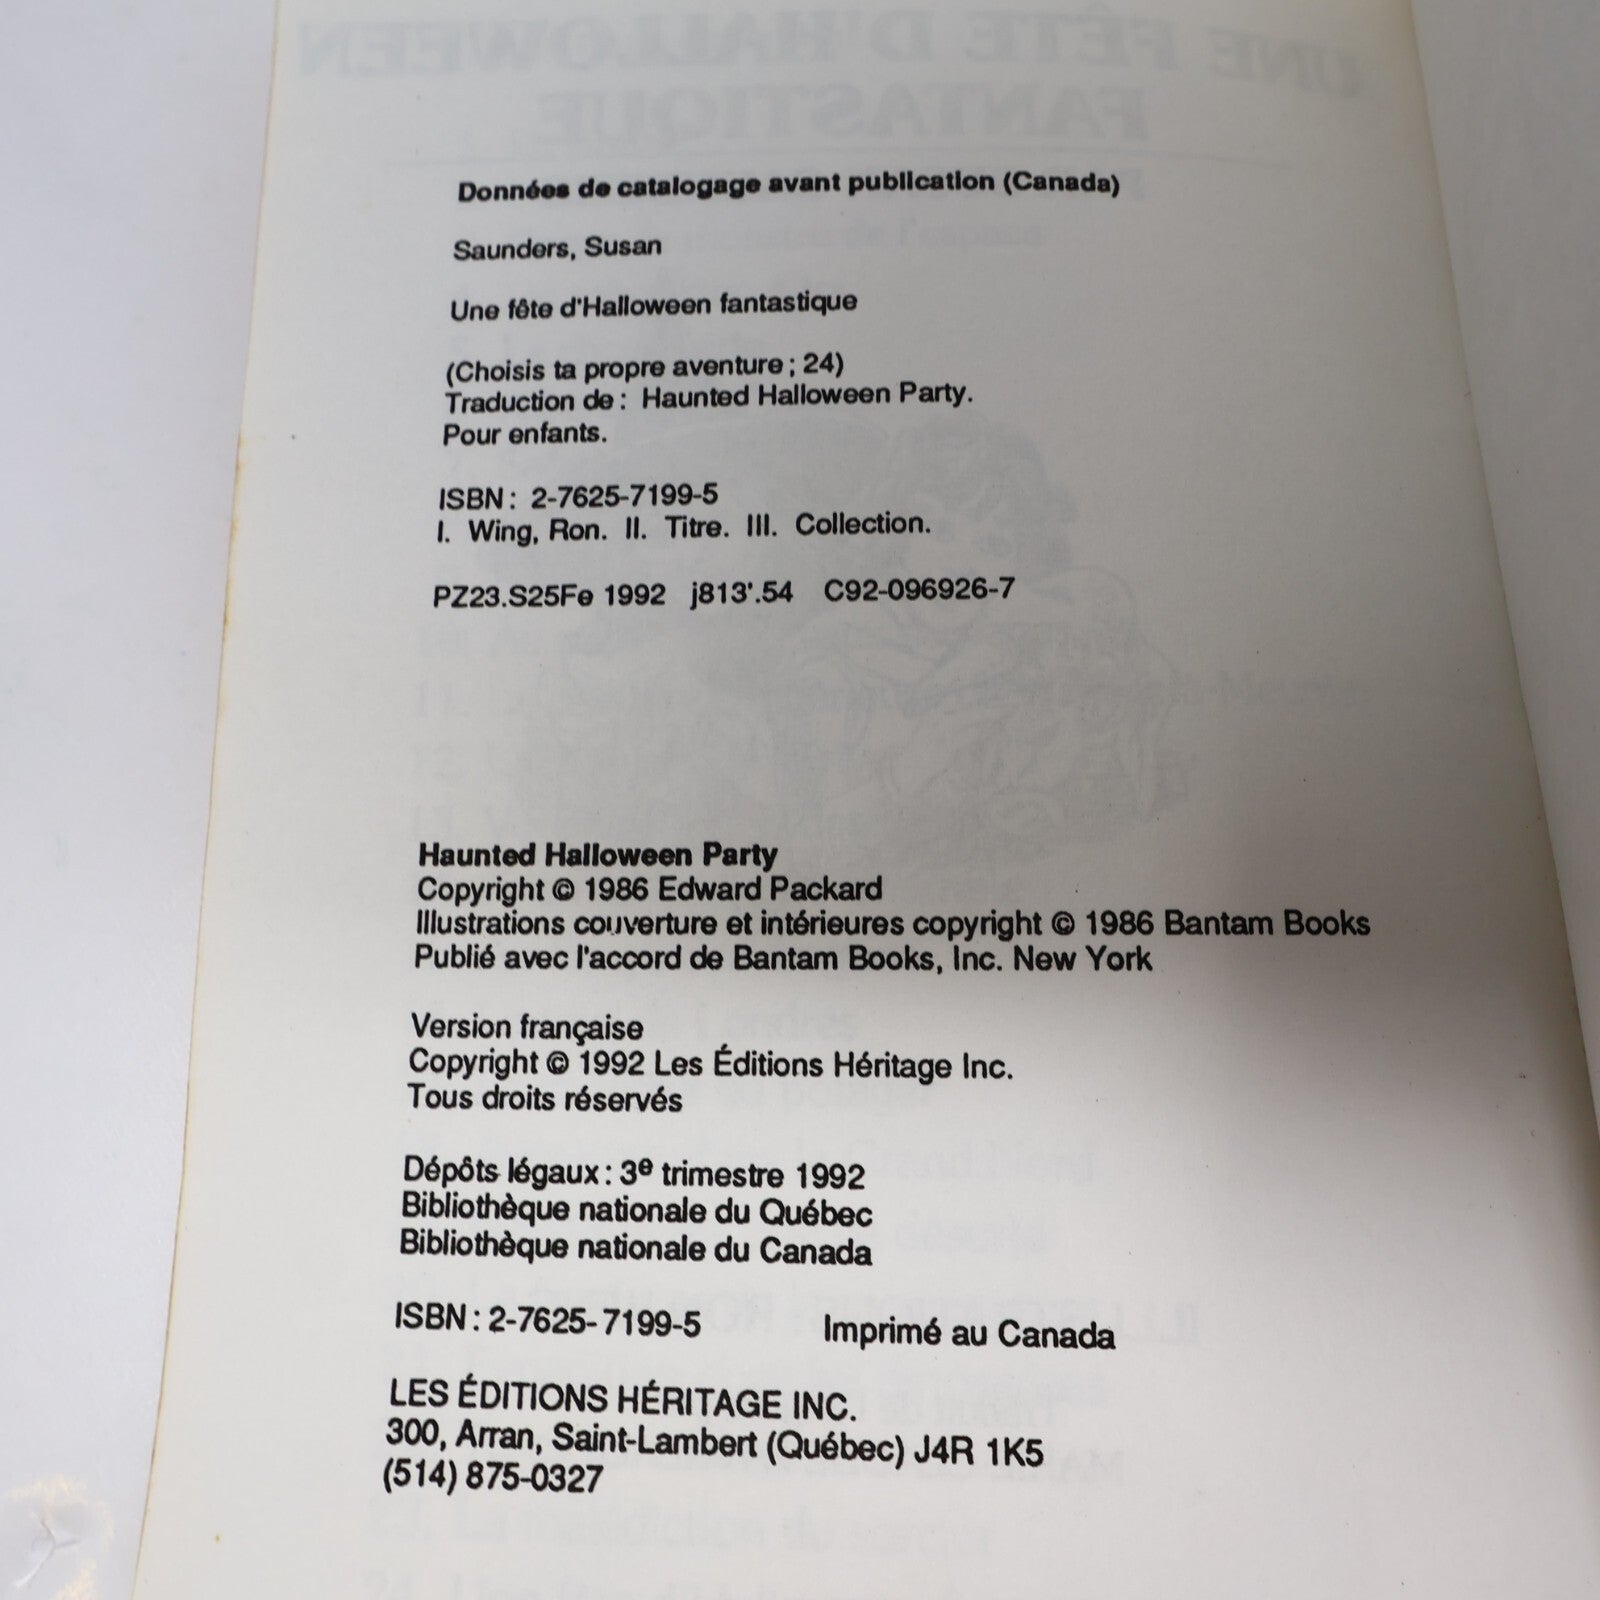 Données de catalogage avant publication (Canada)
Saunders, Susan
Une fête d'Halloween fantastique
(Choisis ta propre aventure ; 24)
Traduction de : Haunted Halloween Party.
Pour enfants.
ISBN : 2-7625-7199-5
I. Wing, Ron. II. Titre. III. Collection.
PZ23.S25Fe 1992 j813'.54 C92-096926-7
Haunted Halloween Party
Copyright © 1986 Edward Packard
Illustrations couverture et intérieures copyright © 1986 Bantam Books
Publié avec l'accord de Bantam Books, Inc. New York
Version française
Copyright © 1992 Les Éditions Héritage Inc.
Tous droits réservés
Dépôts légaux : 3e trimestre 1992
Bibliothèque nationale du Québec
Bibliothèque nationale du Canada
ISBN : 2-7625-7199-5 Imprimé au Canada
LES ÉDITIONS HÉRITAGE INC.
300, Arran, Saint-Lambert (Québec) J4R 1K5
(514) 875-0327